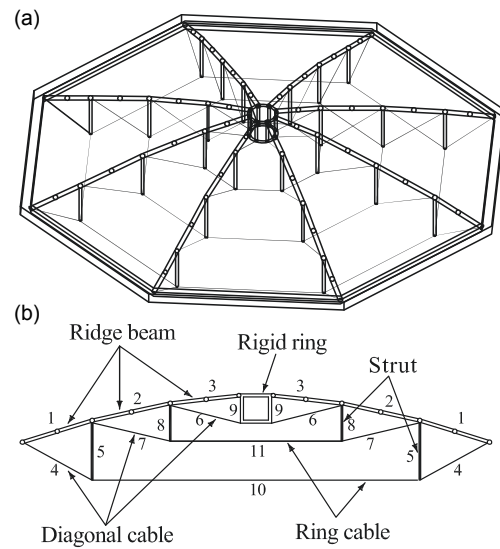 (a)
(b)
Ridge beam
Rigid ring
Strut
1 2 3 3 2 1
4 5 7 8 6 9 9 6 8 7 5 4
11
10
Diagonal cable
Ring cable